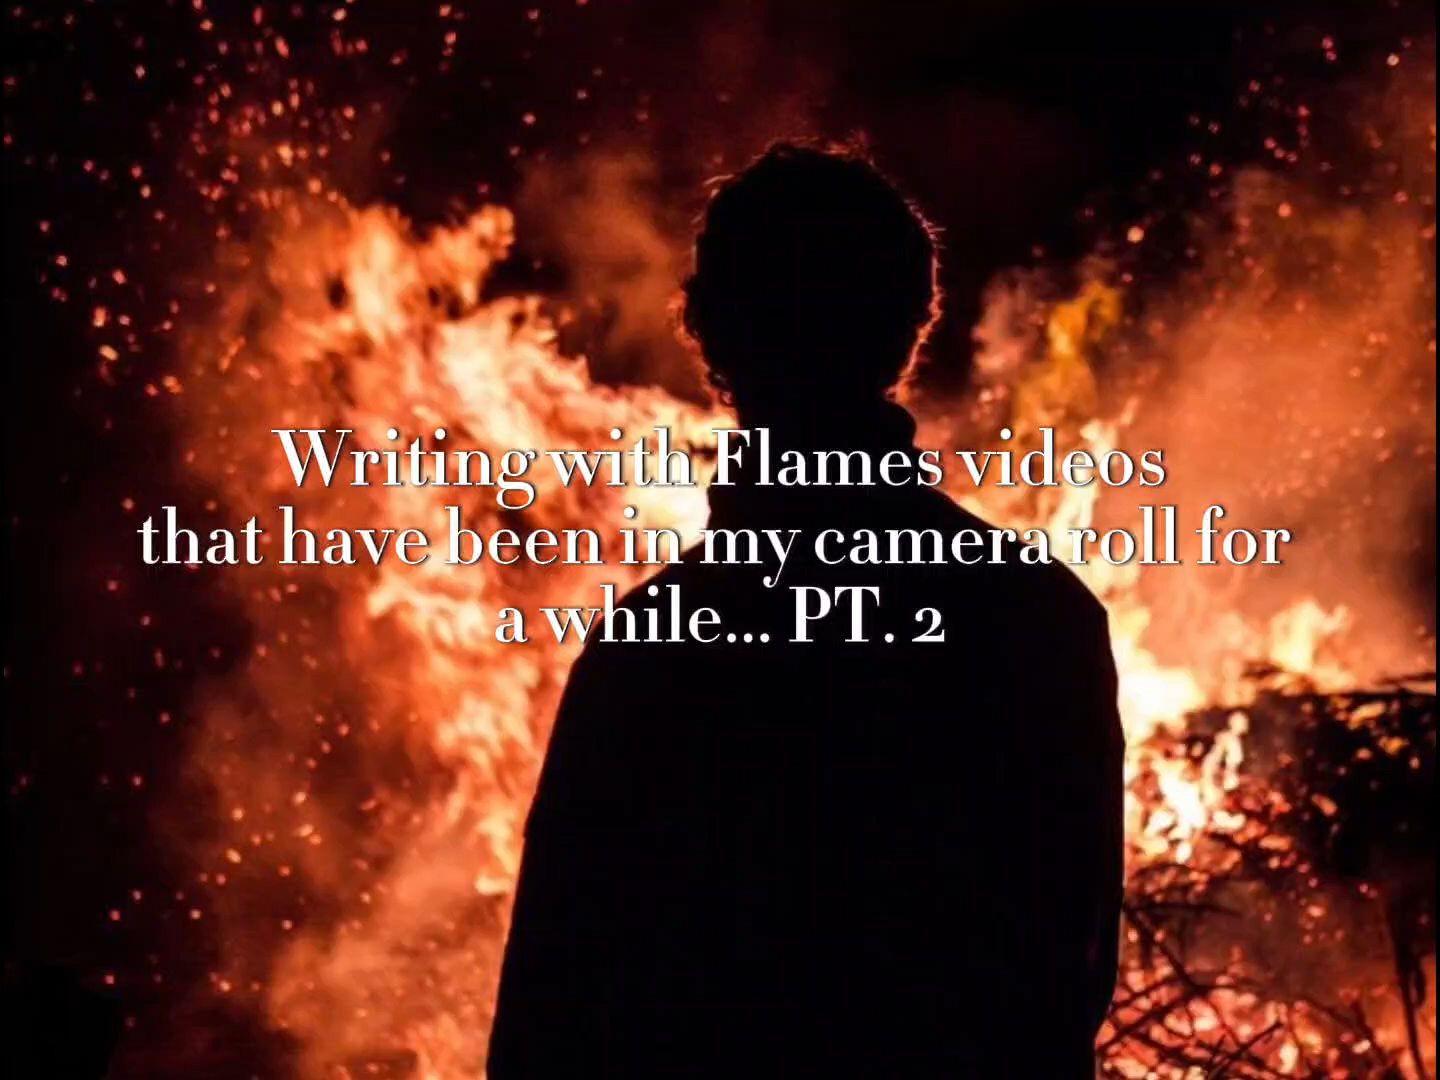 Writing with Flames videos
that have been in my camera roll for
a while... PT. 2